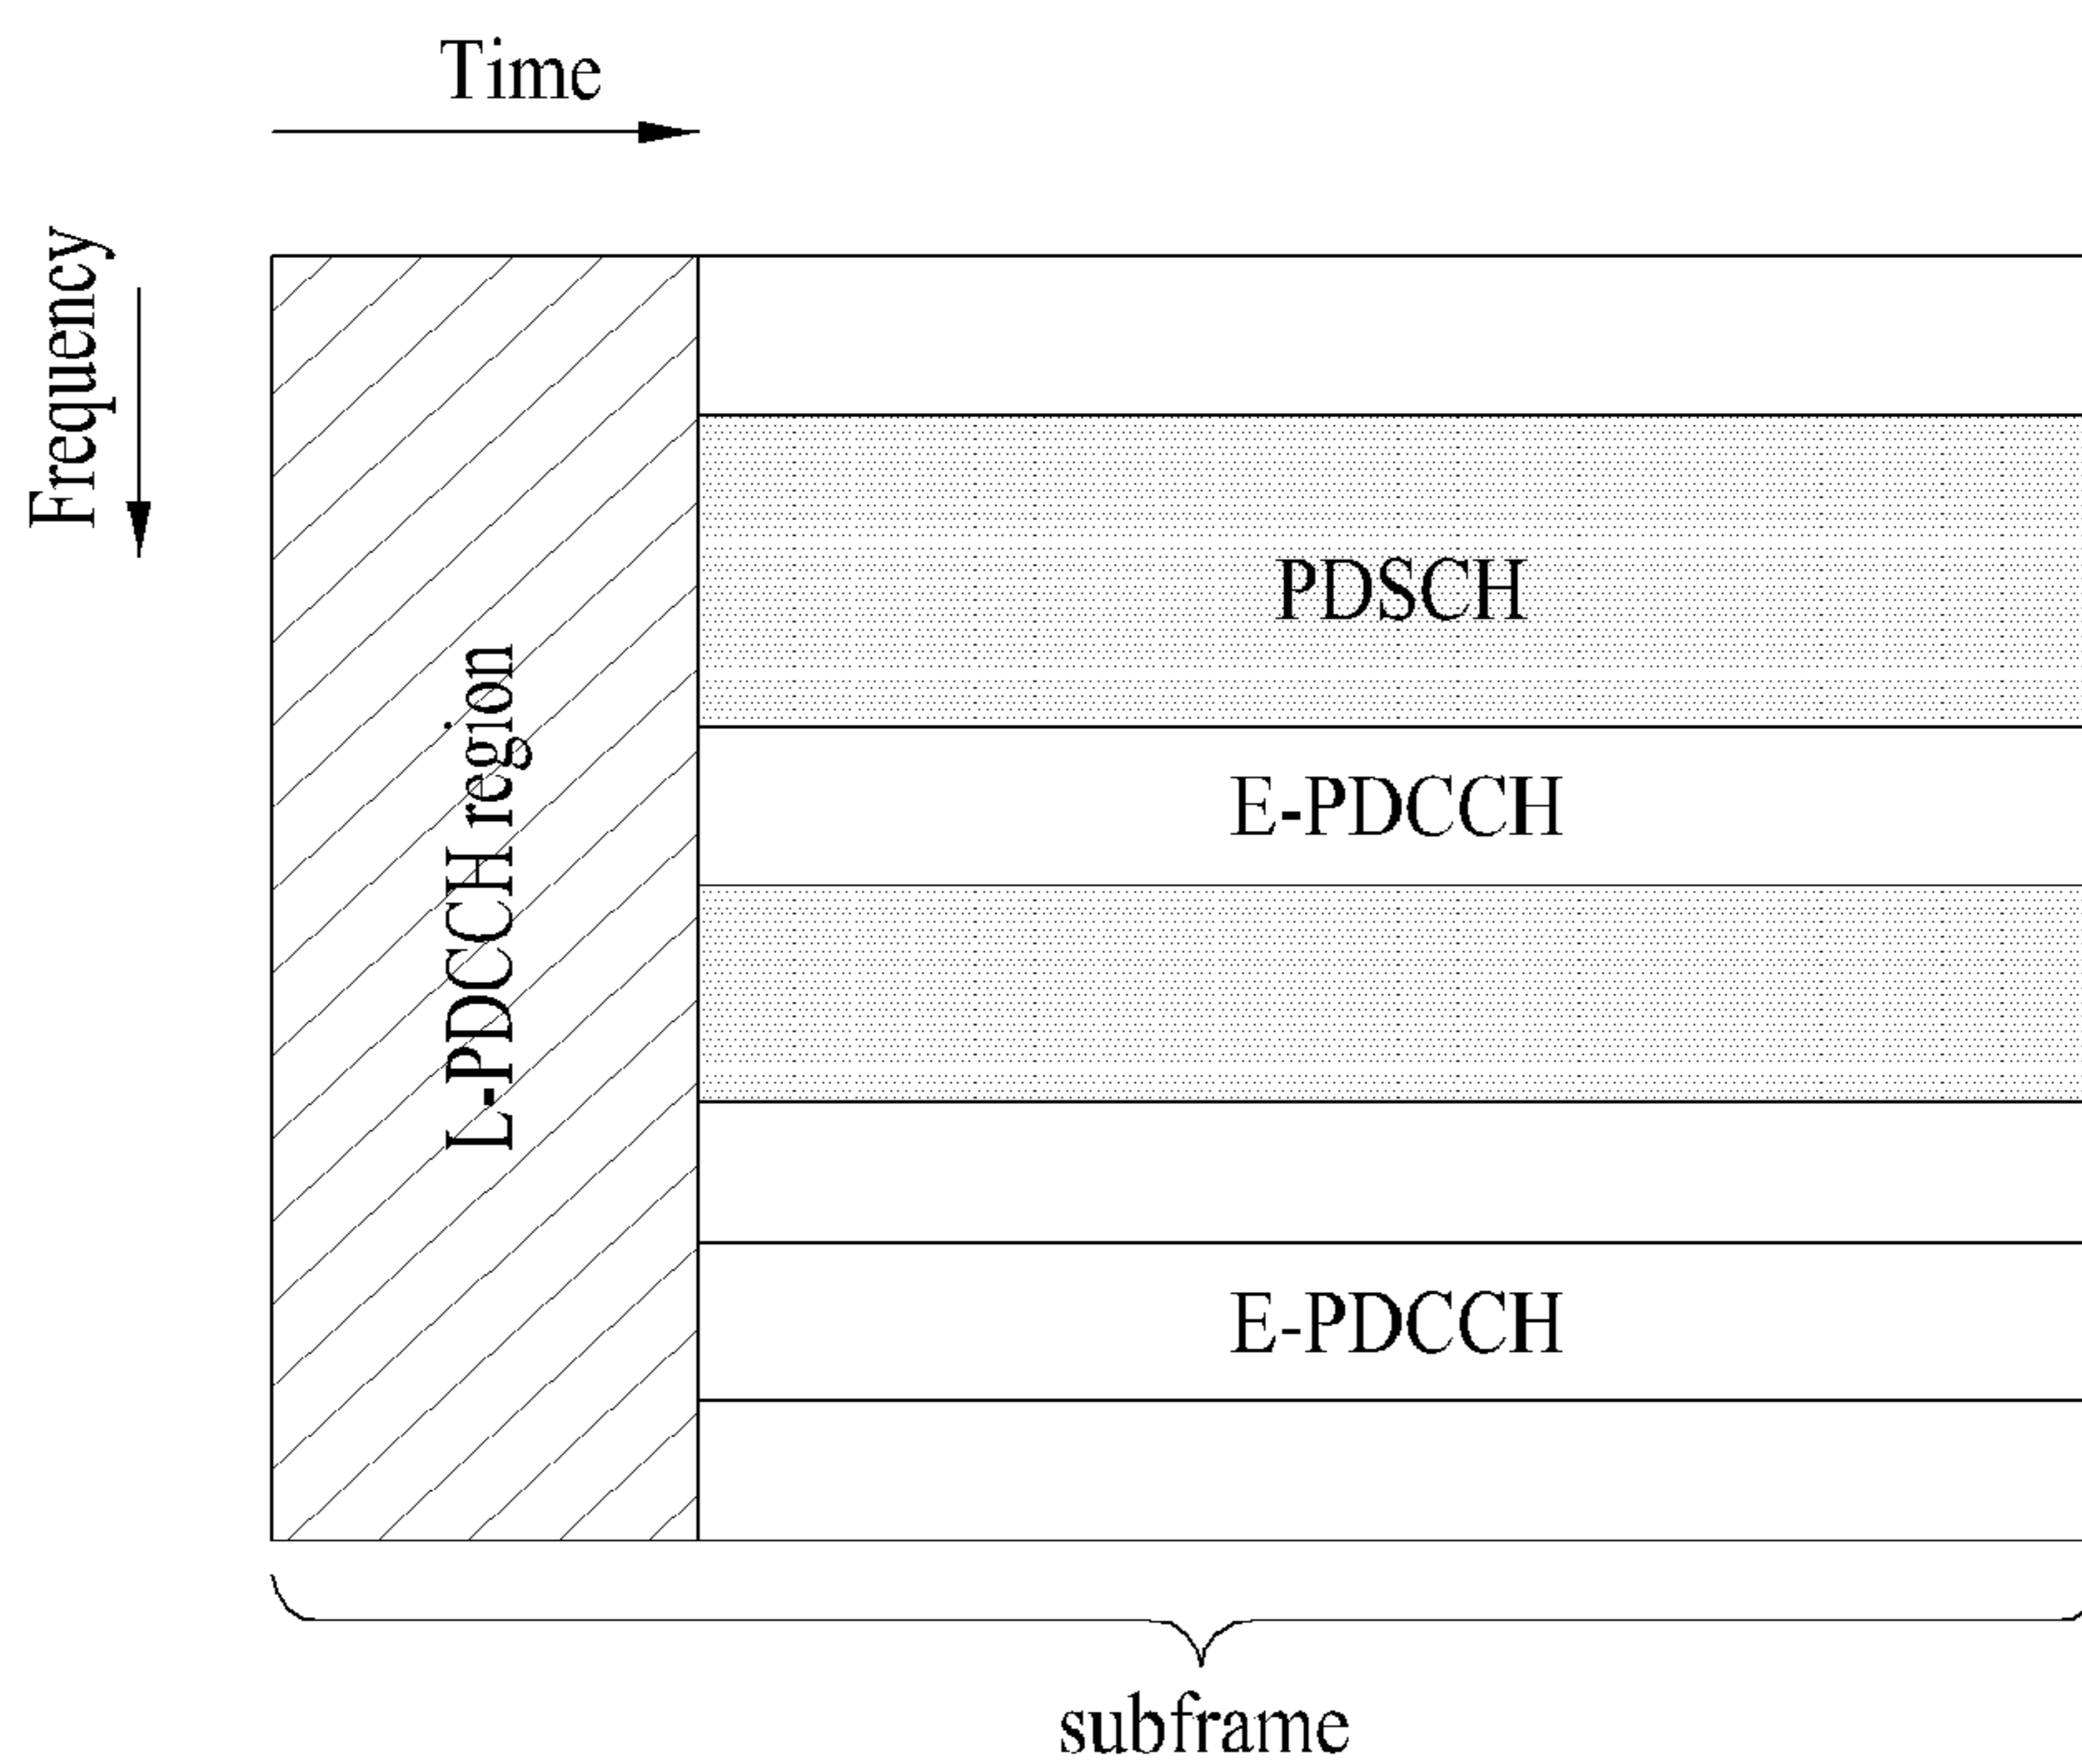 Time
Frequency
L-PDCCH region
PDSCH
E-PDCCH
E-PDCCH
subframe